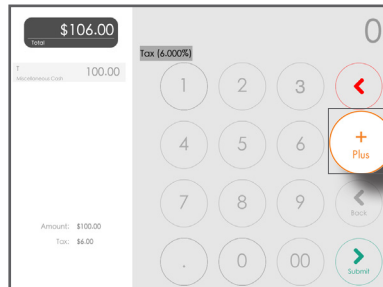 $106.00
Total
T 100.00
Miscellaneous Cash
Amount: $100.00
Tax: $6.00
0
Tax (6.000%)
1 2 3
4 5 6 + Plus
7 8 9 Back
. 0 00 Submit